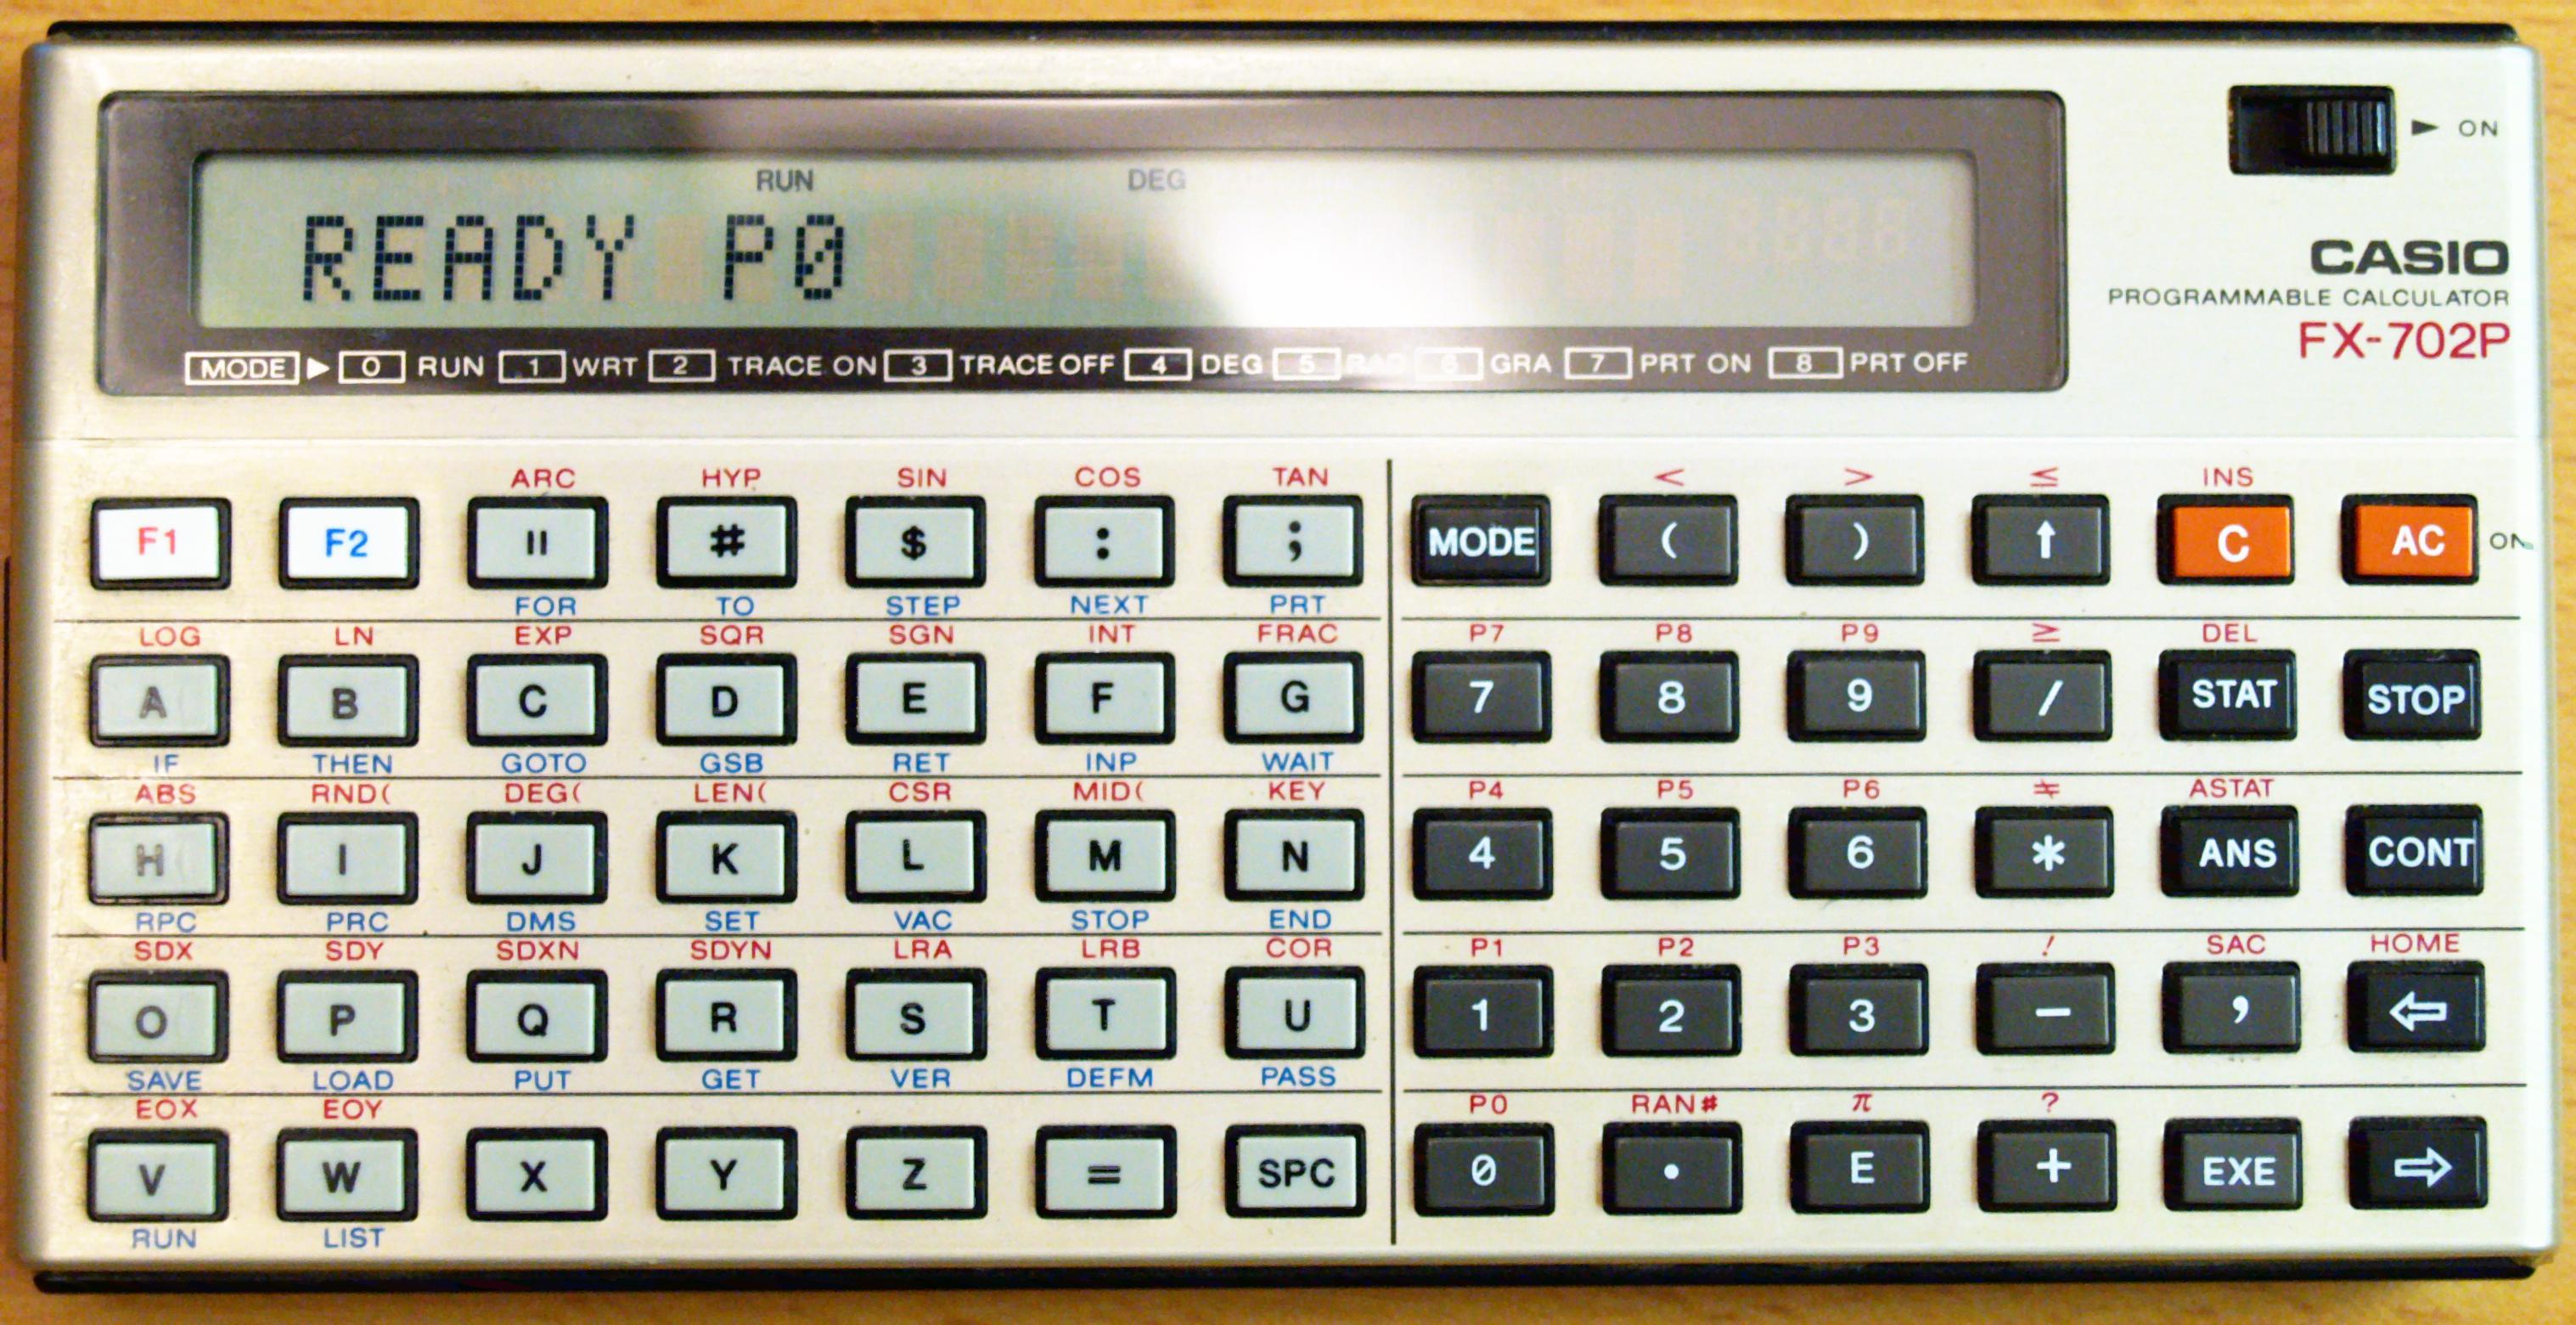 ON
RUN DEG
READY P0
CASIO
PROGRAMMABLE CALCULATOR
FX-702P
MODE 0 RUN 1 WRT 2 TRACE ON 3 TRACE OFF 4 DEG 5 RAD 6 GRA 7 PRT ON 8 PRT OFF
ARC HYP SIN COS TAN < > ≤ INS
F1 F2 " # $ : ; MODE ( ) ↑ C AC ON
FOR TO STEP NEXT PRT
LOG LN EXP SQR SGN INT FRAC P7 P8 P9 ≥ DEL
A B C D E F G 7 8 9 / STAT STOP
IF THEN GOTO GSB RET INP WAIT
ABS RND( DEG( LEN( CSR MID( KEY P4 P5 P6 ≠ ASTAT
H I J K L M N 4 5 6 * ANS CONT
RPC PRC DMS SET VAC STOP END
SDX SDY SDXN SDYN LRA LRB COR P1 P2 P3 ! SAC HOME
O P Q R S T U 1 2 3 − , ⇦
SAVE LOAD PUT GET VER DEFM PASS
EOX EOY P0 RAN# π ?
V W X Y Z = SPC 0 . E + EXE ⇨
RUN LIST